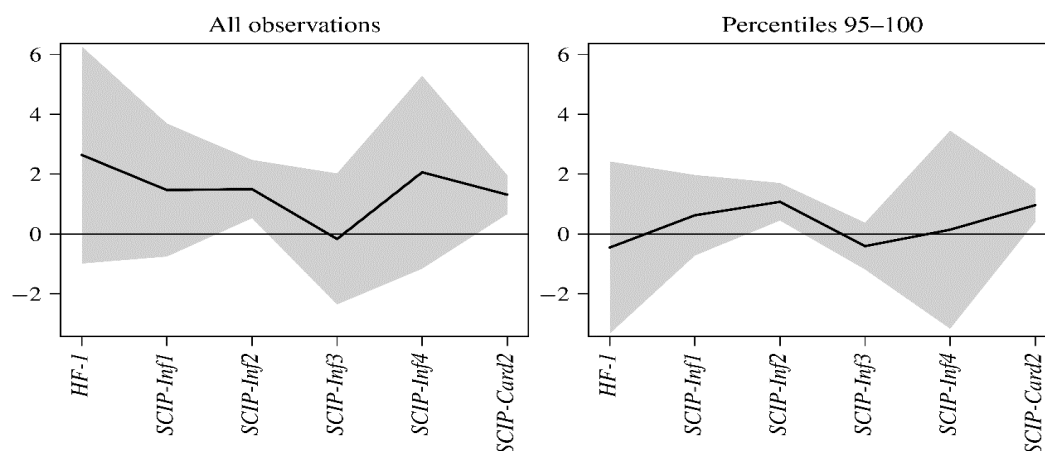 All observations
6
4
2
0
−2
HF-1
SCIP-Inf1
SCIP-Inf2
SCIP-Inf3
SCIP-Inf4
SCIP-Card2
Percentiles 95–100
6
4
2
0
−2
HF-1
SCIP-Inf1
SCIP-Inf2
SCIP-Inf3
SCIP-Inf4
SCIP-Card2